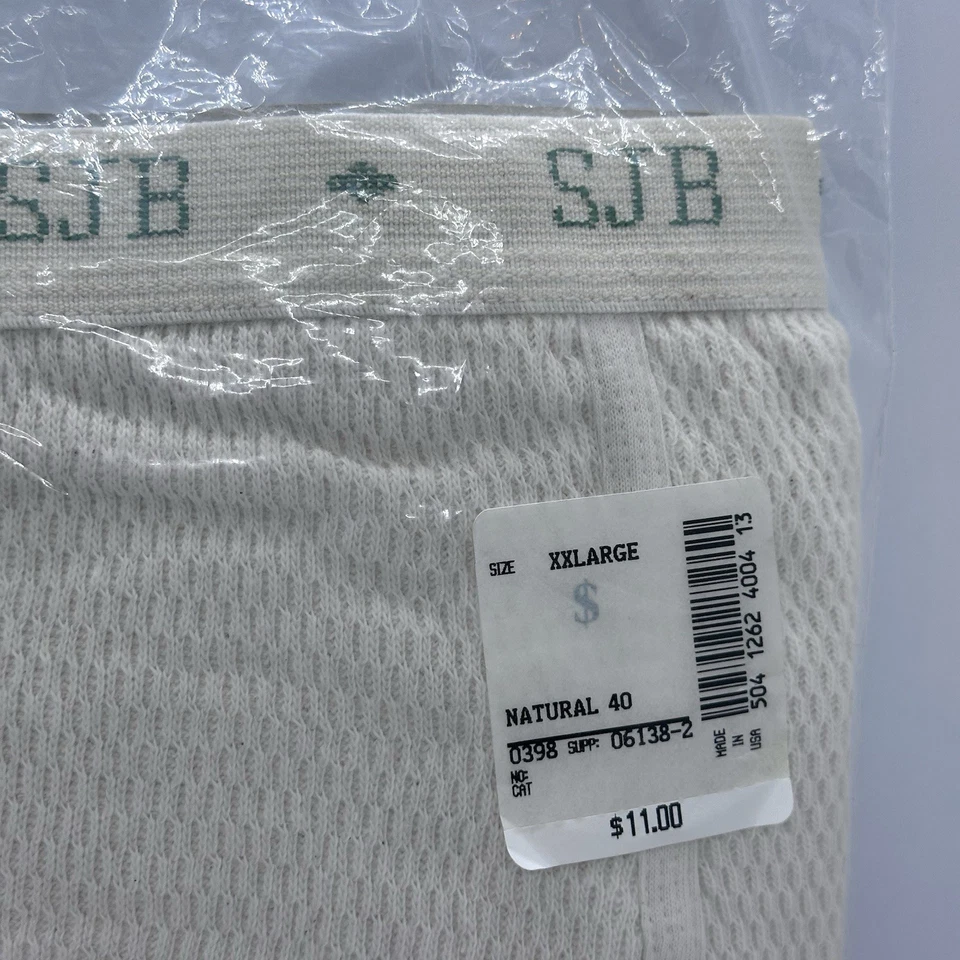 SJB SJB
SIZE XXLARGE
$
NATURAL 40
0398 SUPP: 06138-2
NO:
CAT
$11.00
504 1262 4004 13
MADE
IN
USA